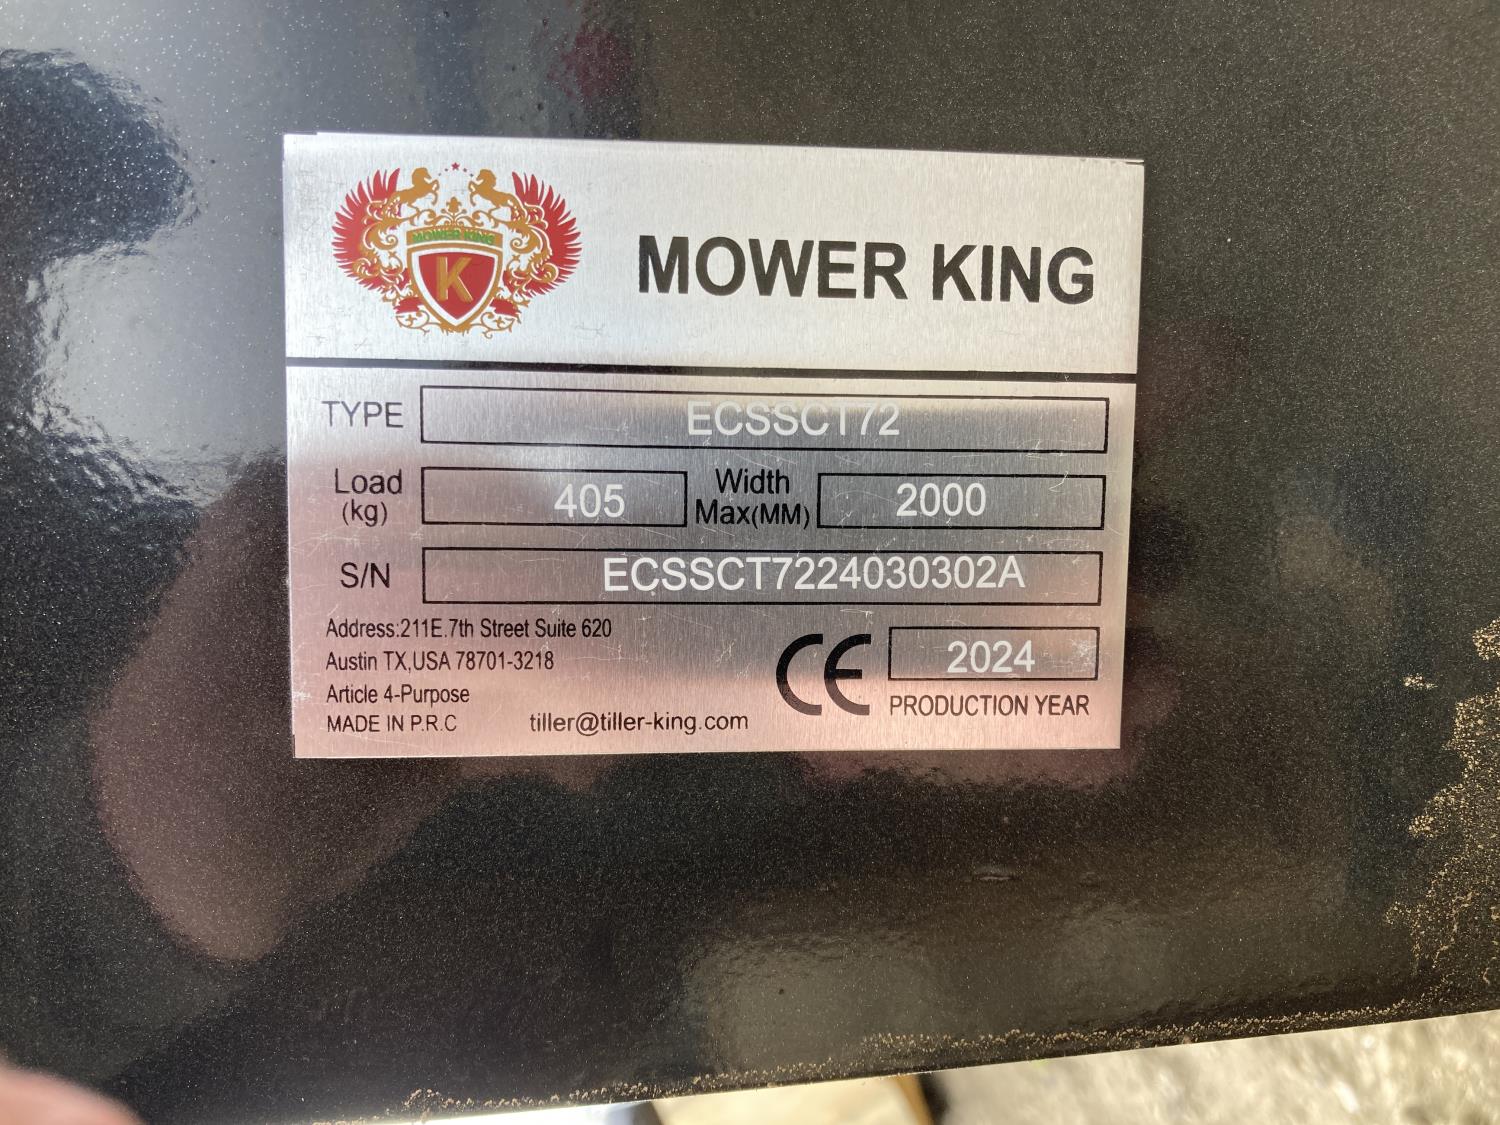 MOWER KING
K
MOWER KING
TYPE ECSSCT72
Load (kg) 405 Width Max(MM) 2000
S/N ECSSCT7224030302A
Address:211E.7th Street Suite 620
Austin TX,USA 78701-3218
Article 4-Purpose
MADE IN P.R.C tiller@tiller-king.com
CE 2024
PRODUCTION YEAR